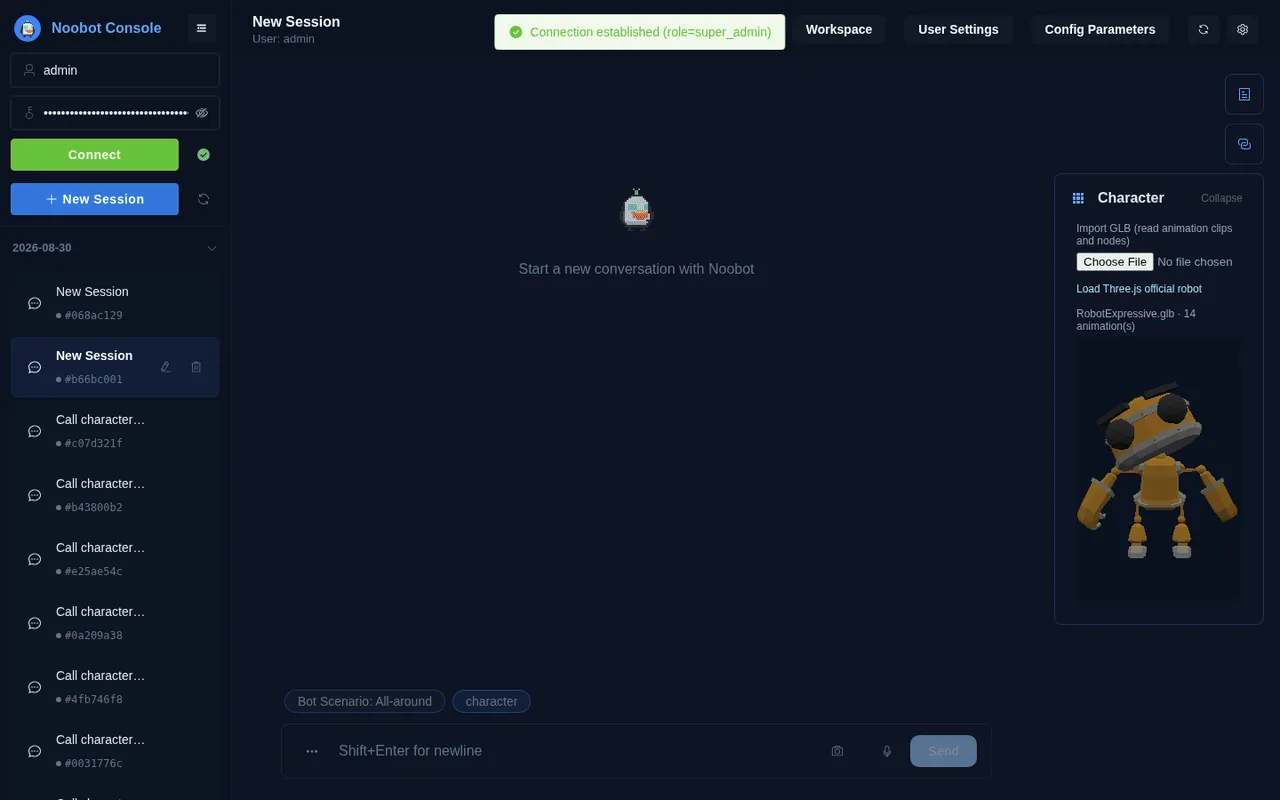 Noobot Console
admin
Connect
New Session
2026-08-30
New Session
#068ac129
New Session
#b66bc001
Call character…
#c07d321f
Call character…
#b43800b2
Call character…
#e25ae54c
Call character…
#0a209a38
Call character…
#4fb746f8
Call character…
#0031776c
New Session
User: admin
Connection established (role=super_admin)
Workspace
User Settings
Config Parameters
Start a new conversation with Noobot
Character
Collapse
Import GLB (read animation clips
and nodes)
Choose File No file chosen
Load Three.js official robot
RobotExpressive.glb · 14
animation(s)
Bot Scenario: All-around
character
Shift+Enter for newline
Send